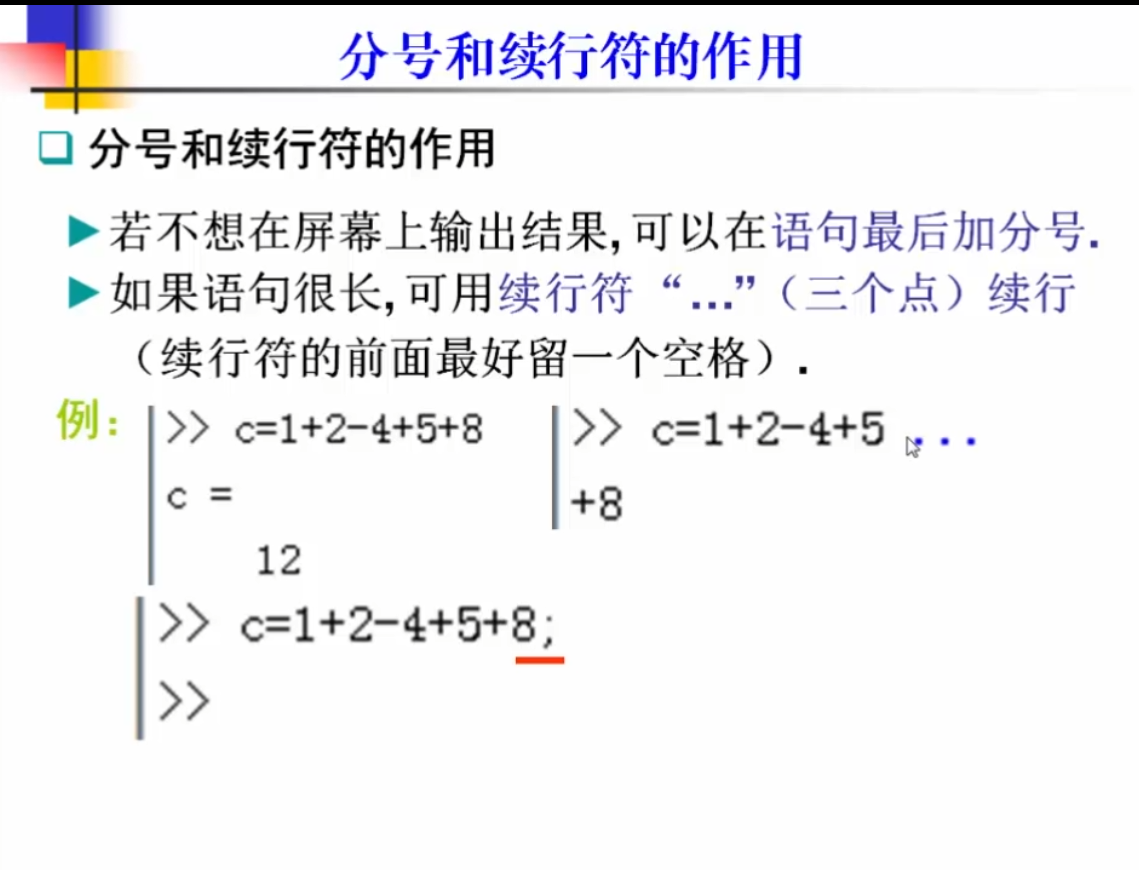 分号和续行符的作用
❑ 分号和续行符的作用
▶若不想在屏幕上输出结果,可以在语句最后加分号.
▶如果语句很长,可用续行符“…”（三个点）续行
（续行符的前面最好留一个空格）.
例：
>> c=1+2-4+5+8
c =
12
>> c=1+2-4+5 ...
+8
>> c=1+2-4+5+8;
>>